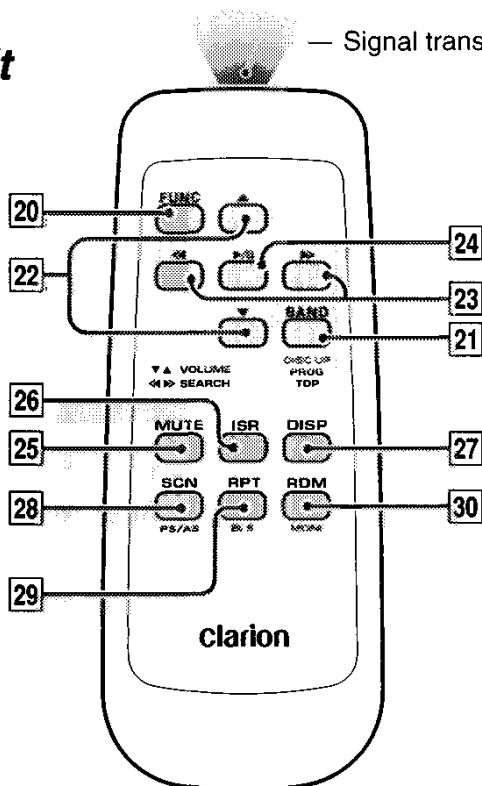 t
— Signal trans
20
FUNC
▲
22
24
◀◀
▶/II
▶▶
23
▼
BAND
21
DISC UP
PROG
TOP
▼▲ VOLUME
◀◀ ▶▶ SEARCH
26
MUTE
ISR
DISP
25
27
SCN
RPT
RDM
28
30
PS/AS
29
clarion